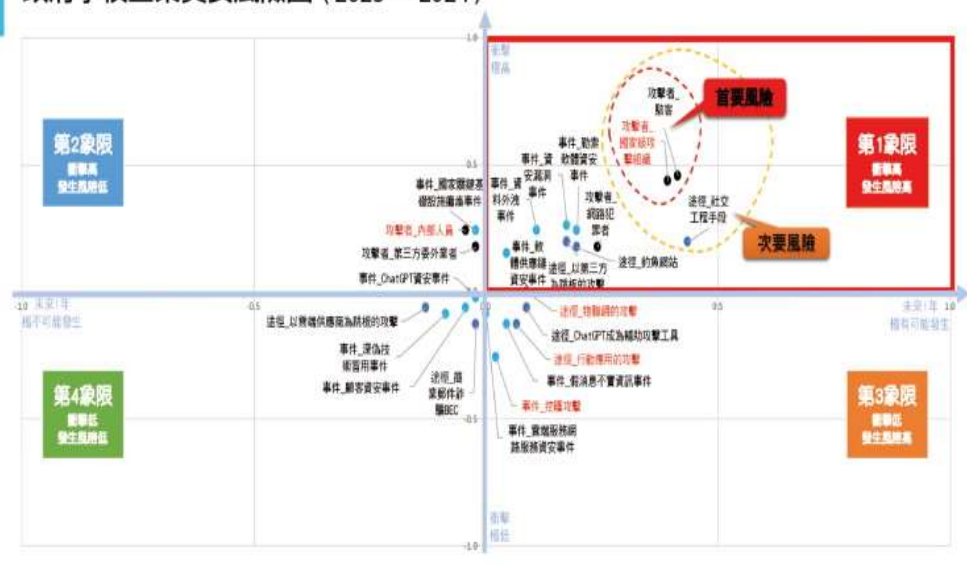 1.0
衝擊
極高
第2象限
衝擊高
發生風險低
第1象限
衝擊高
發生風險高
首要風險
次要風險
攻擊者_
駭客
攻擊者_
國家級攻
擊組織
事件_勒索
軟體資安
事件
事件_資
安漏洞
事件
0.5
事件_國家關鍵基
礎設施癱瘓事件
事件_資
料外洩
事件
攻擊者_
網路犯
罪者
途徑_社交
工程手段
攻擊者_內部人員
攻擊者_第三方委外業者
事件_軟
體供應鏈
資安事件
途徑_以第三方
為跳板的攻擊
途徑_釣魚網站
事件_ChatGPT資安事件
-1.0
未來1年
極不可能發生
-0.5
0.0
0.5
未來1年
1.0
極有可能發生
途徑_物聯網的攻擊
途徑_以雲端供應商為跳板的攻擊
途徑_ChatGPT成為輔助攻擊工具
事件_深偽技
術冒用事件
途徑_行動應用的攻擊
事件_顧客資安事件
途徑_商
業郵件詐
騙BEC
事件_假消息不實資訊事件
事件_挖礦攻擊
-0.5
事件_雲端服務網
路服務資安事件
第4象限
衝擊低
發生風險低
第3象限
衝擊低
發生風險高
衝擊
極低
-1.0